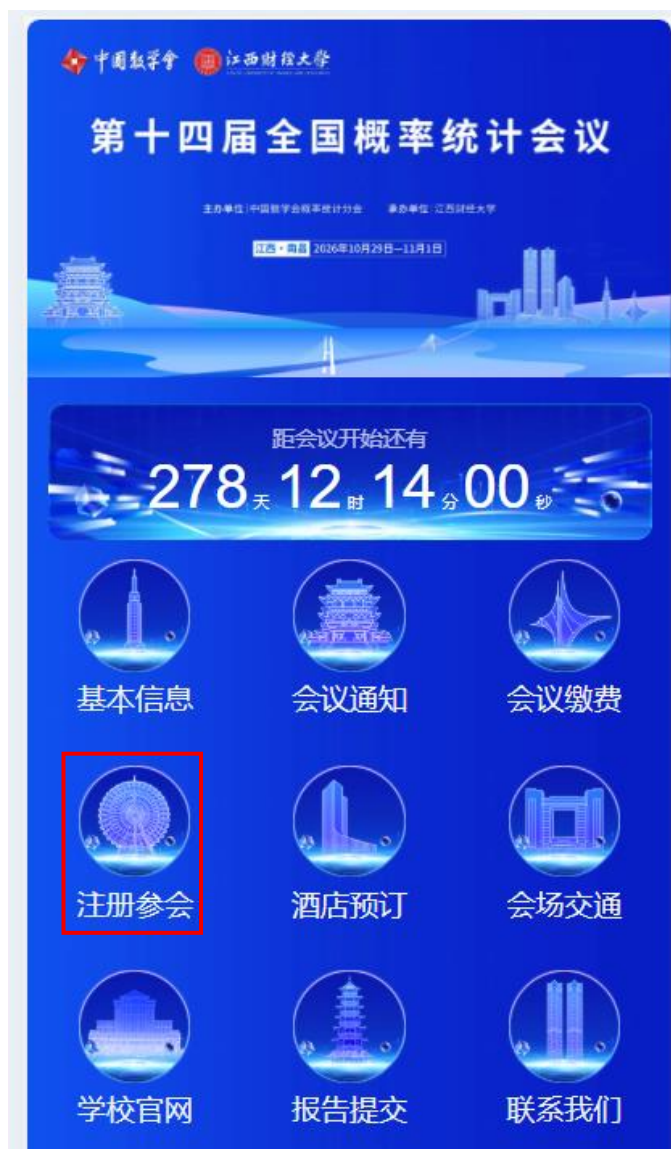 中国数学会 江西财经大学
第十四届全国概率统计会议
主办单位|中国数学会概率统计分会 承办单位|江西财经大学
江西·南昌 2026年10月29日—11月1日
距会议开始还有
278天12时14分00秒
基本信息 会议通知 会议缴费
注册参会 酒店预订 会场交通
学校官网 报告提交 联系我们